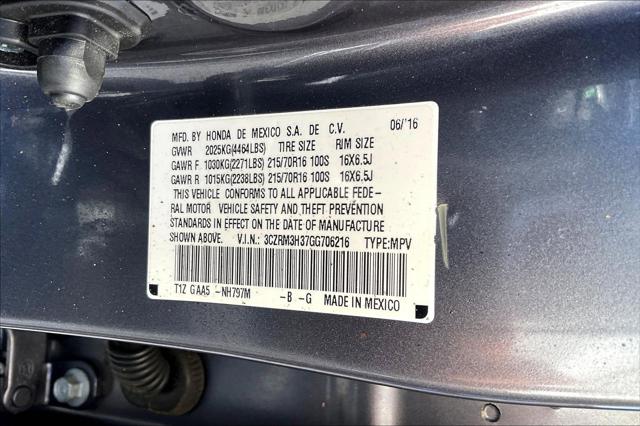 MFD. BY HONDA DE MEXICO S.A. DE C.V. 06/'16
GVWR 2025KG(4464LBS) TIRE SIZE RIM SIZE
GAWR F 1030KG(2271LBS) 215/70R16 100S 16X6.5J
GAWR R 1015KG(2238LBS) 215/70R16 100S 16X6.5J
THIS VEHICLE CONFORMS TO ALL APPLICABLE FEDE-
RAL MOTOR VEHICLE SAFETY AND THEFT PREVENTION
STANDARDS IN EFFECT ON THE DATE OF MANUFACTURE
SHOWN ABOVE. V.I.N.: 3CZRM3H37GG706216 TYPE:MPV
T1Z GAA5 -NH797M -B -G MADE IN MEXICO